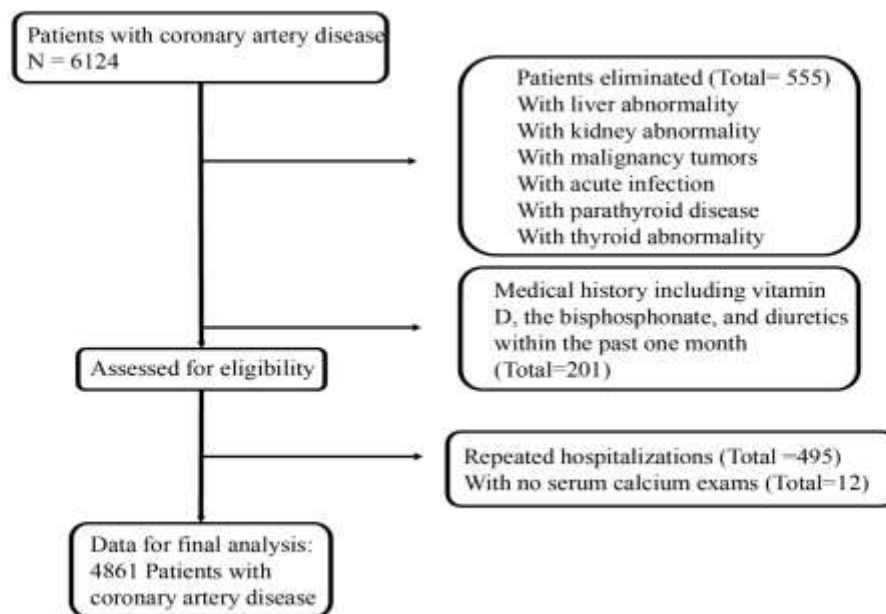 Patients with coronary artery disease
N = 6124
Patients eliminated (Total= 555)
With liver abnormality
With kidney abnormality
With malignancy tumors
With acute infection
With parathyroid disease
With thyroid abnormality
Medical history including vitamin
D, the bisphosphonate, and diuretics
within the past one month
(Total=201)
Assessed for eligibility
Repeated hospitalizations (Total =495)
With no serum calcium exams (Total=12)
Data for final analysis:
4861 Patients with
coronary artery disease